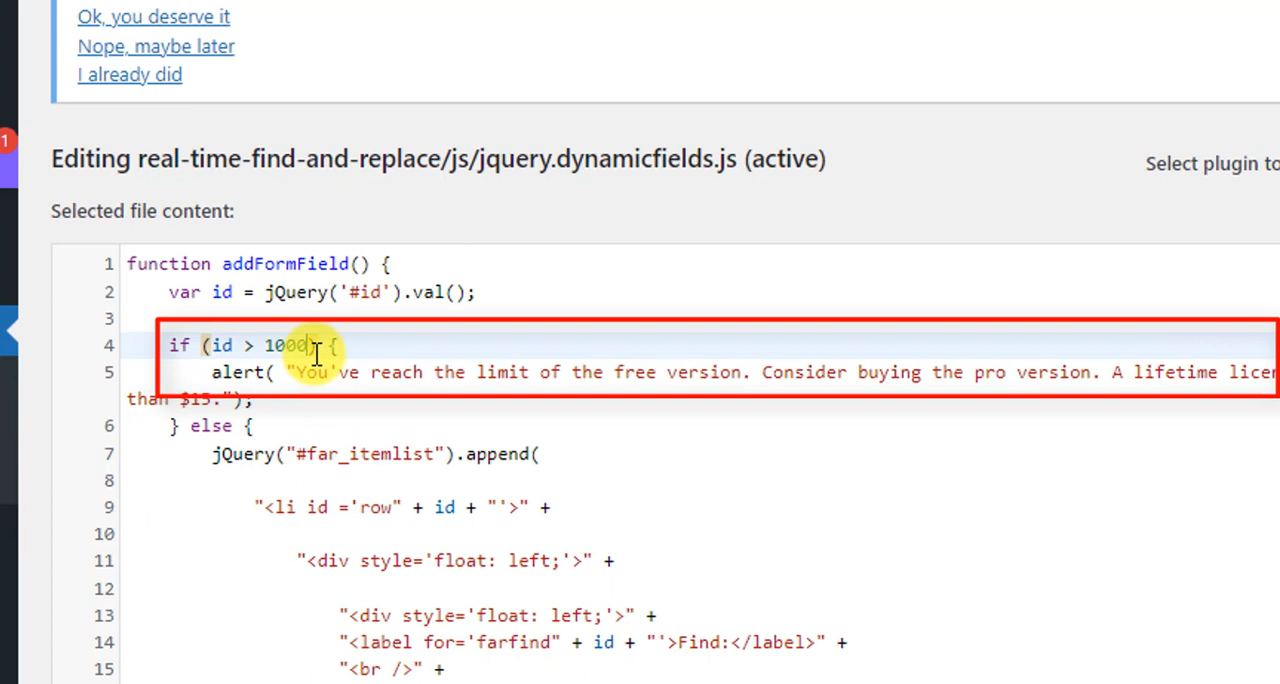 Ok, you deserve it
Nope, maybe later
I already did
1
Editing real-time-find-and-replace/js/jquery.dynamicfields.js (active)
Select plugin to
Selected file content:
1 function addFormField() {
2 var id = jQuery('#id').val();
3
4 if (id > 1000) {
5 alert( "You've reach the limit of the free version. Consider buying the pro version. A lifetime licen
than $15.");
6 } else {
7 jQuery("#far_itemlist").append(
8
9 "<li id ='row" + id + "'>" +
10
11 "<div style='float: left;'>" +
12
13 "<div style='float: left;'>" +
14 "<label for='farfind" + id + "'>Find:</label>" +
15 "<br />" +